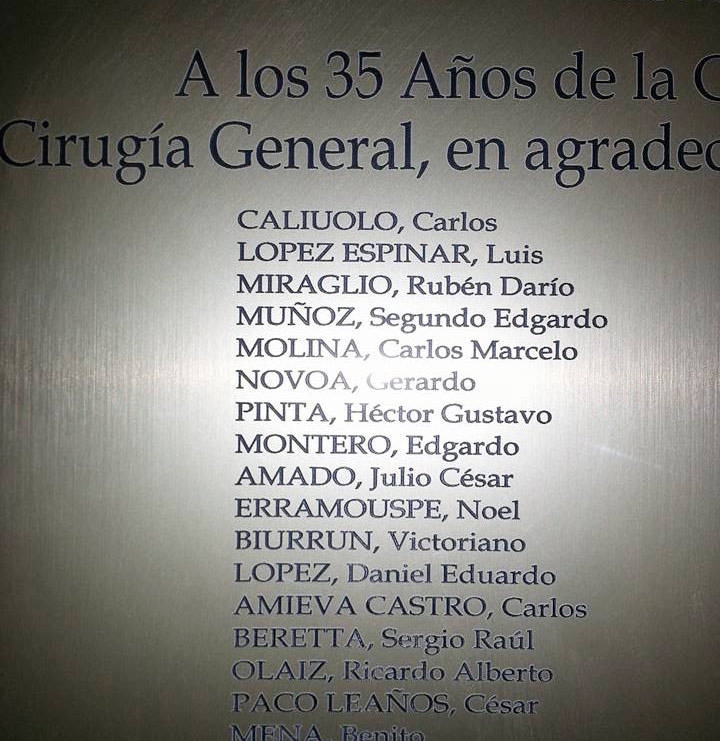 A los 35 Años de la
Cirugía General, en
CALIUOLO, Carlos
LOPEZ ESPINAR, Luis
MIRAGLIO, Rubén Darío
MUÑOZ, Segundo Edgardo
MOLINA, Carlos Marcelo
NOVOA, Gerardo
PINTA, Héctor Gustavo
MONTERO, Edgardo
AMADO, Julio César
ERRAMOUSPE, Noel
BIURRUN, Victoriano
LOPEZ, Daniel Eduardo
AMIEVA CASTRO, Carlos
BERETTA, Sergio Raúl
OLAIZ, Ricardo Alberto
PACO LEAÑOS, César
MENA, Benito